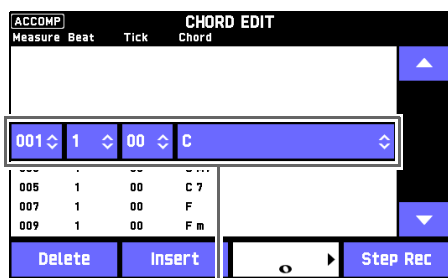 ACCOMP CHORD EDIT
Measure Beat Tick Chord
001 1 00 C
005 1 00 C 7
007 1 00 F
009 1 00 F m
Delete Insert Step Rec